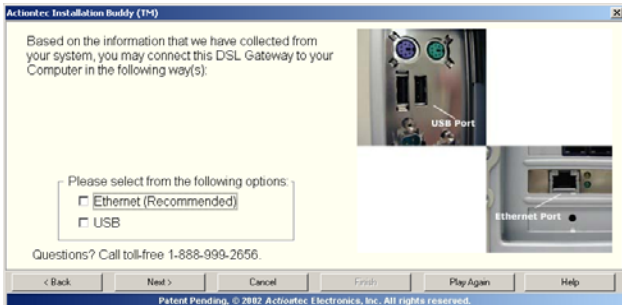 Actiontec Installation Buddy (TM)
Based on the information that we have collected from
your system, you may connect this DSL Gateway to your
Computer in the following way(s):
USB Port
Please select from the following options:
Ethernet (Recommended)
USB
Ethernet Port
Questions? Call toll-free 1-888-999-2656.
< Back Next > Cancel Finish Play Again Help
Patent Pending, © 2002 Actiontec Electronics, Inc. All rights reserved.